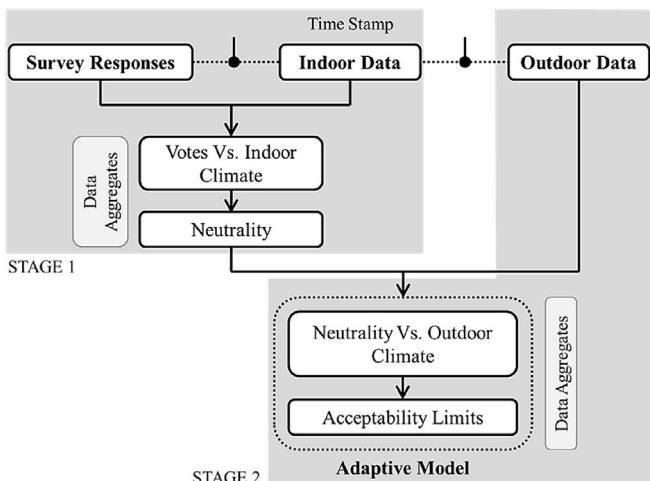 Time Stamp
Survey Responses
Indoor Data
Outdoor Data
Data
Aggregates
Votes Vs. Indoor
Climate
Neutrality
STAGE 1
Neutrality Vs. Outdoor
Climate
Acceptability Limits
Data Aggregates
Adaptive Model
STAGE 2